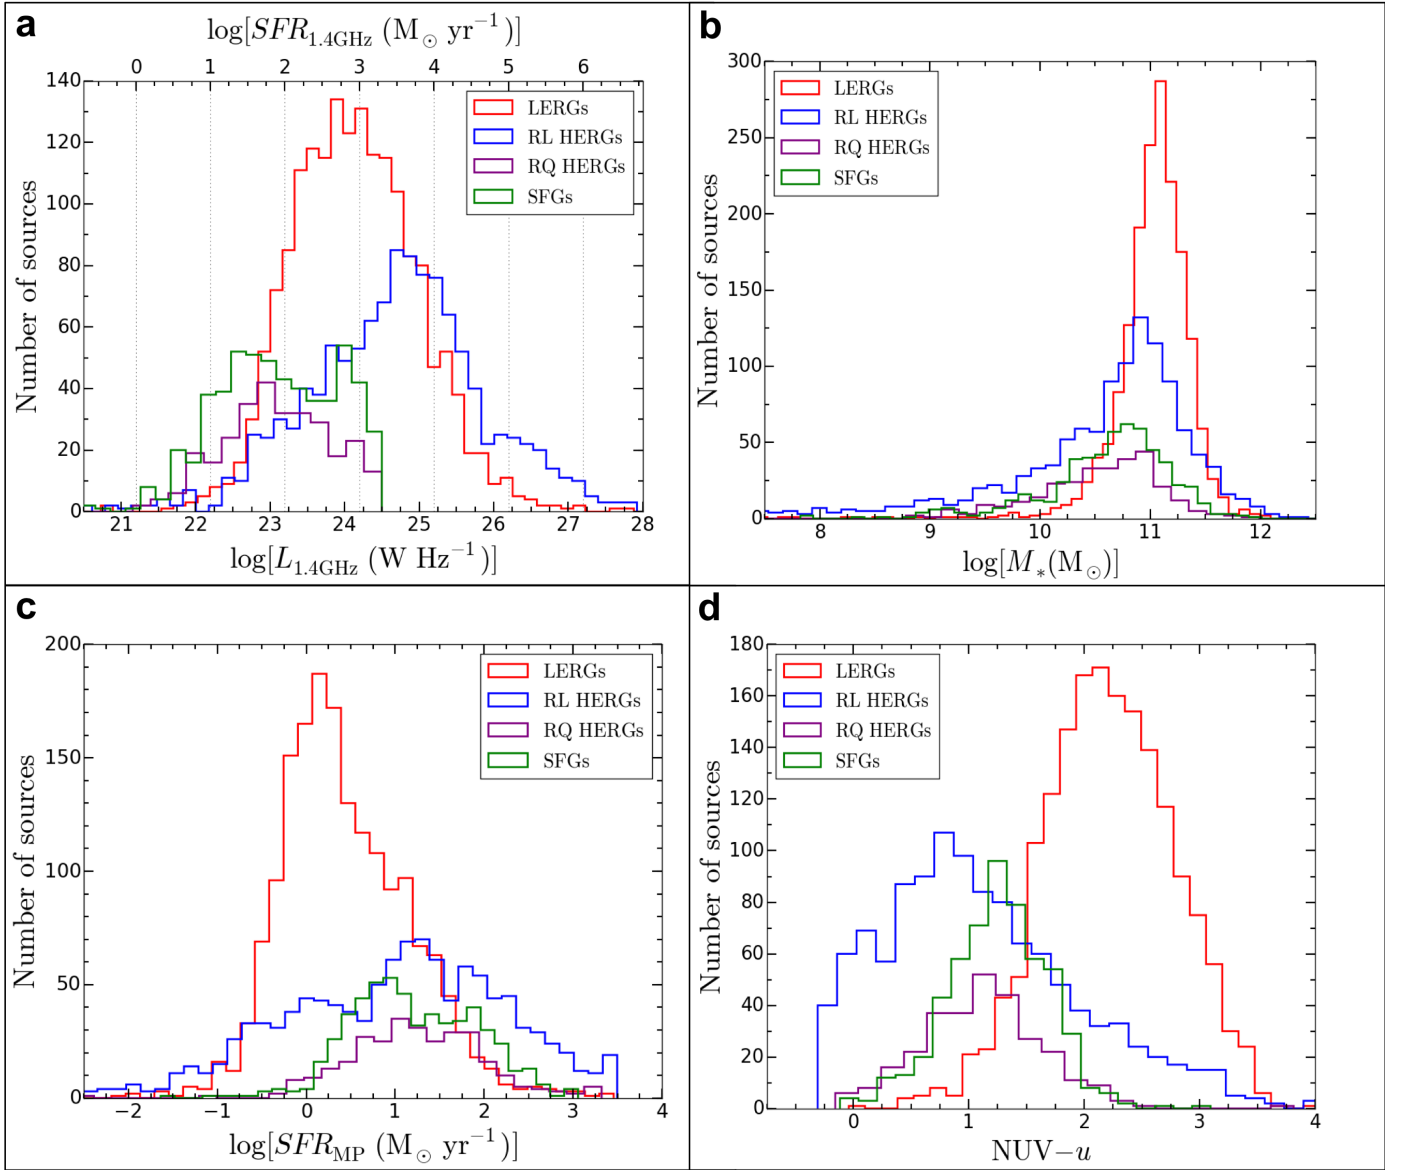 a
log[SFR₁.₄GHz (M⊙ yr⁻¹)]
0 1 2 3 4 5 6
140
120
100
80
60
40
20
0
Number of sources
LERGs
RL HERGs
RQ HERGs
SFGs
21 22 23 24 25 26 27 28
log[L₁.₄GHz (W Hz⁻¹)]
b
300
250
200
150
100
50
0
Number of sources
LERGs
RL HERGs
RQ HERGs
SFGs
8 9 10 11 12
log[M*(M⊙)]
c
200
150
100
50
0
Number of sources
LERGs
RL HERGs
RQ HERGs
SFGs
−2 −1 0 1 2 3 4
log[SFR_MP (M⊙ yr⁻¹)]
d
180
160
140
120
100
80
60
40
20
0
Number of sources
LERGs
RL HERGs
RQ HERGs
SFGs
0 1 2 3 4
NUV−u